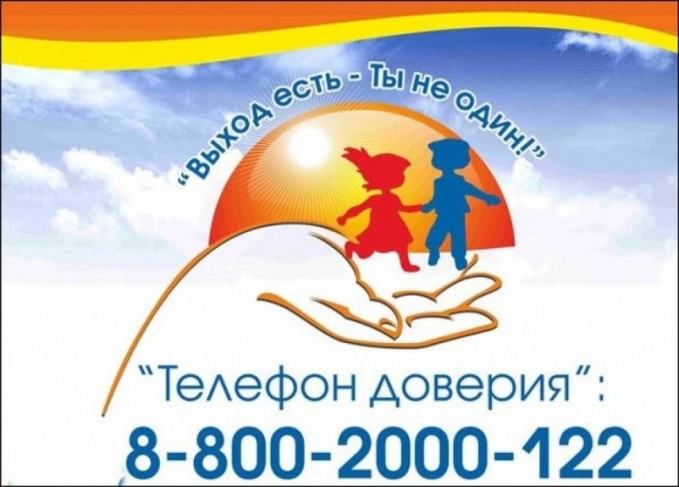 "Выход есть - Ты не один!"
"Телефон доверия":
8-800-2000-122